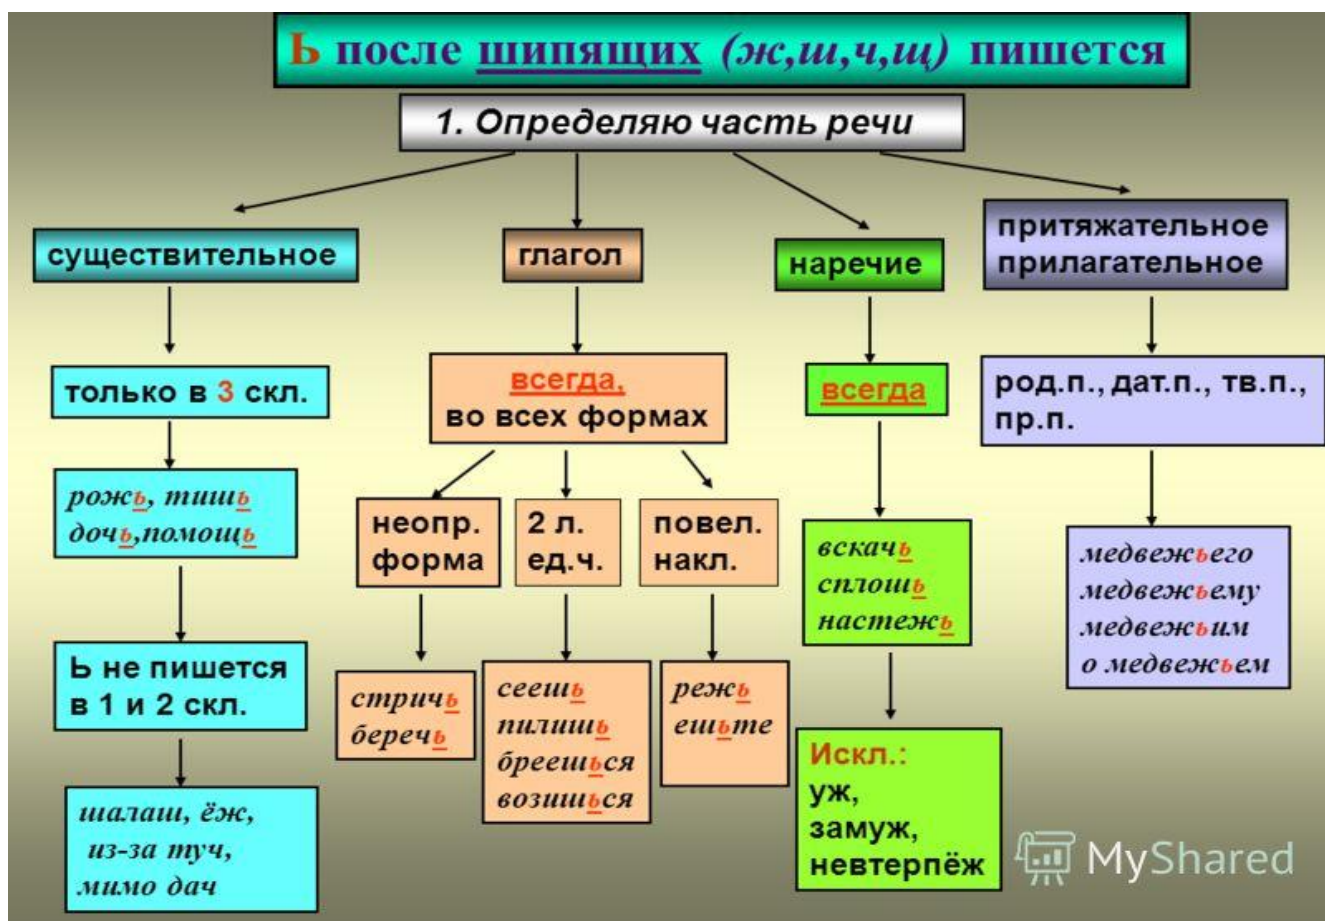 Ь после шипящих (ж,ш,ч,щ) пишется
1. Определяю часть речи
существительное
только в 3 скл.
рожь, тишь
дочь,помощь
Ь не пишется
в 1 и 2 скл.
шалаш, ёж,
из-за туч,
мимо дач
глагол
всегда,
во всех формах
неопр.
форма
стричь
беречь
2 л.
ед.ч.
сеешь
пилишь
бреешься
возишься
повел.
накл.
режь
ешьте
наречие
всегда
вскачь
сплошь
настежь
Искл.:
уж,
замуж,
невтерпёж
притяжательное
прилагательное
род.п., дат.п., тв.п.,
пр.п.
медвежьего
медвежьему
медвежьим
о медвежьем
MyShared